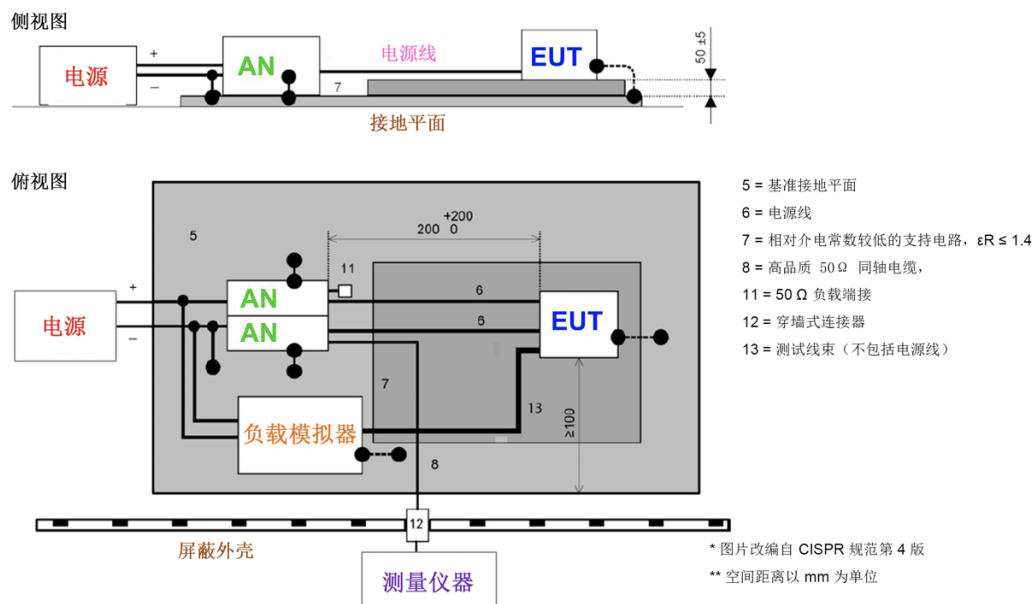 侧视图
电源
+
−
AN
电源线
7
EUT
50 ±5
接地平面
俯视图
5
+200
200 0
11
6
6
电源
+
−
AN
AN
EUT
7
13
≥100
负载模拟器
8
12
屏蔽外壳
测量仪器
5 = 基准接地平面
6 = 电源线
7 = 相对介电常数较低的支持电路，εR ≤ 1.4
8 = 高品质 50Ω 同轴电缆，
11 = 50 Ω 负载端接
12 = 穿墙式连接器
13 = 测试线束（不包括电源线）
* 图片改编自 CISPR 规范第 4 版
** 空间距离以 mm 为单位